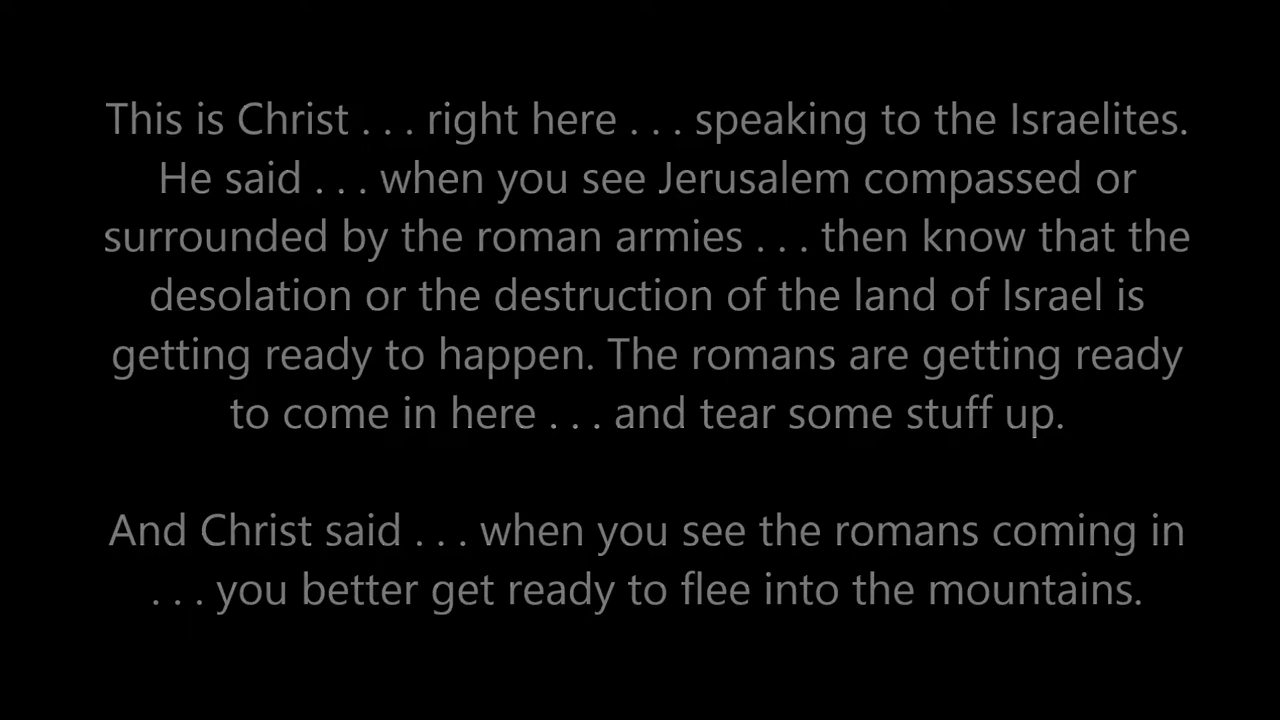 This is Christ . . . right here . . . speaking to the Israelites.
He said . . . when you see Jerusalem compassed or
surrounded by the roman armies . . . then know that the
desolation or the destruction of the land of Israel is
getting ready to happen. The romans are getting ready
to come in here . . . and tear some stuff up.
And Christ said . . . when you see the romans coming in
. . . you better get ready to flee into the mountains.